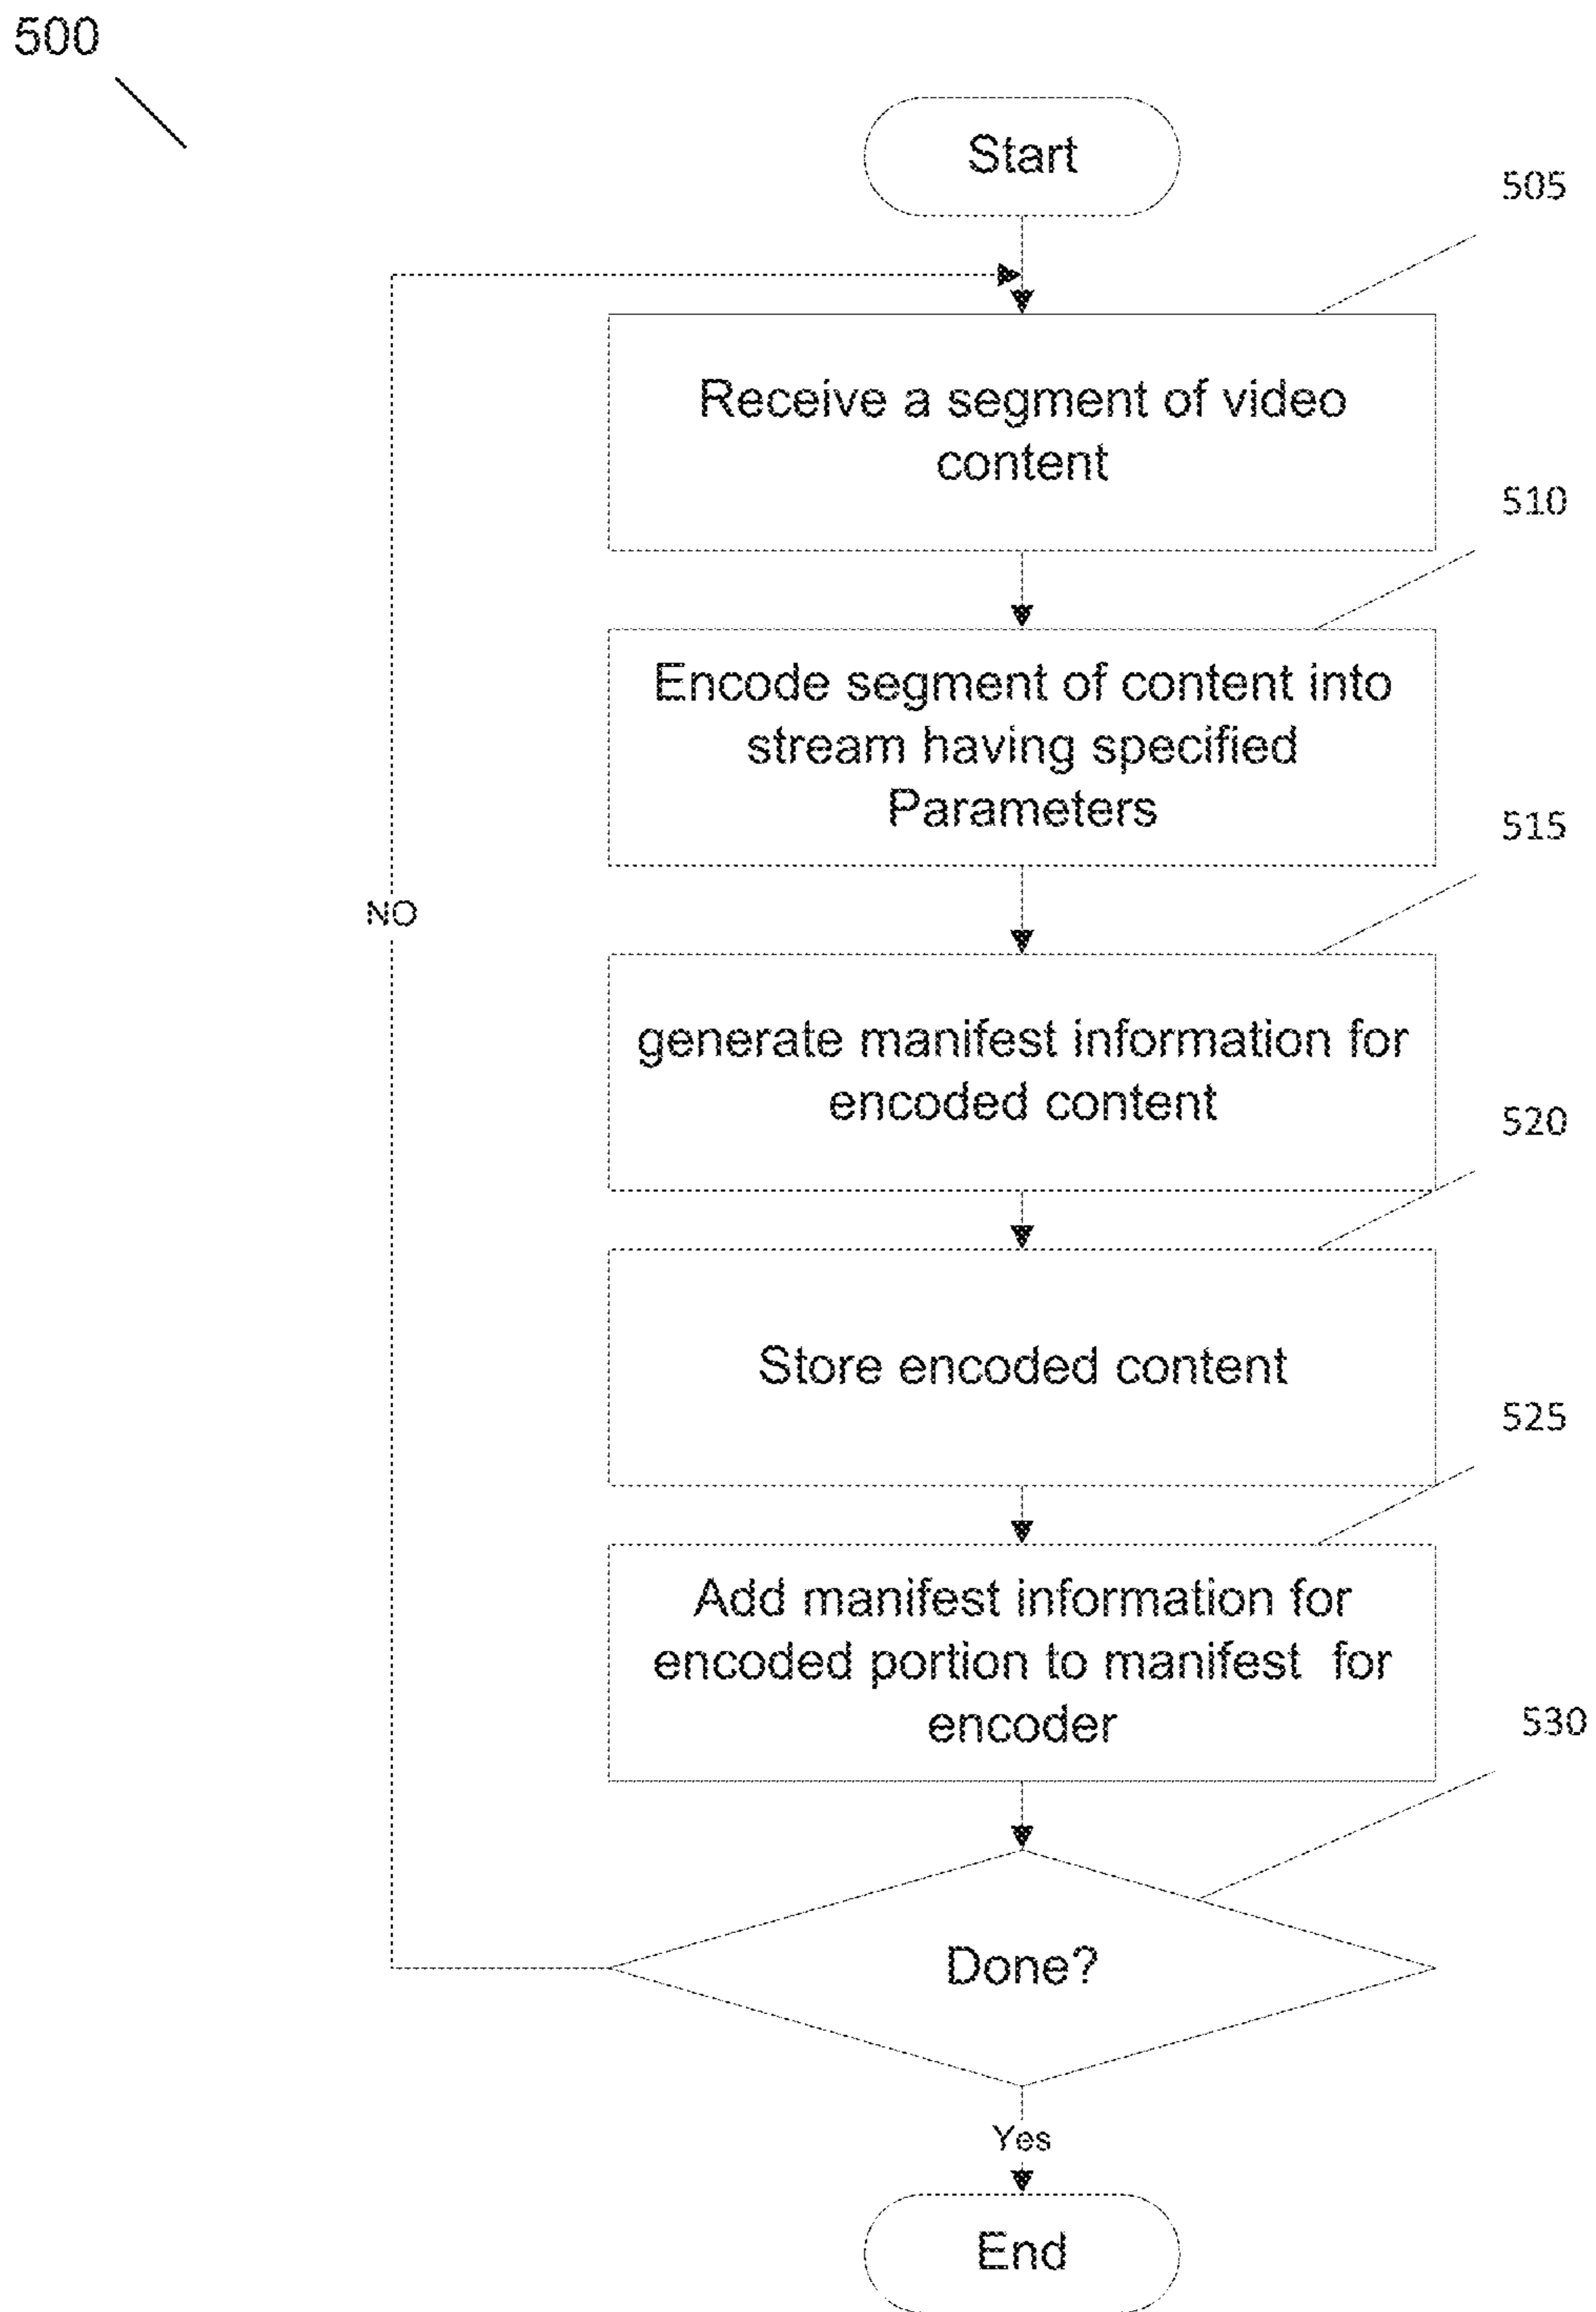 500
Start
505
Receive a segment of video
content
510
Encode segment of content into
stream having specified
Parameters
515
NO
generate manifest information for
encoded content
520
Store encoded content
525
Add manifest information for
encoded portion to manifest for
encoder
530
Done?
Yes
End